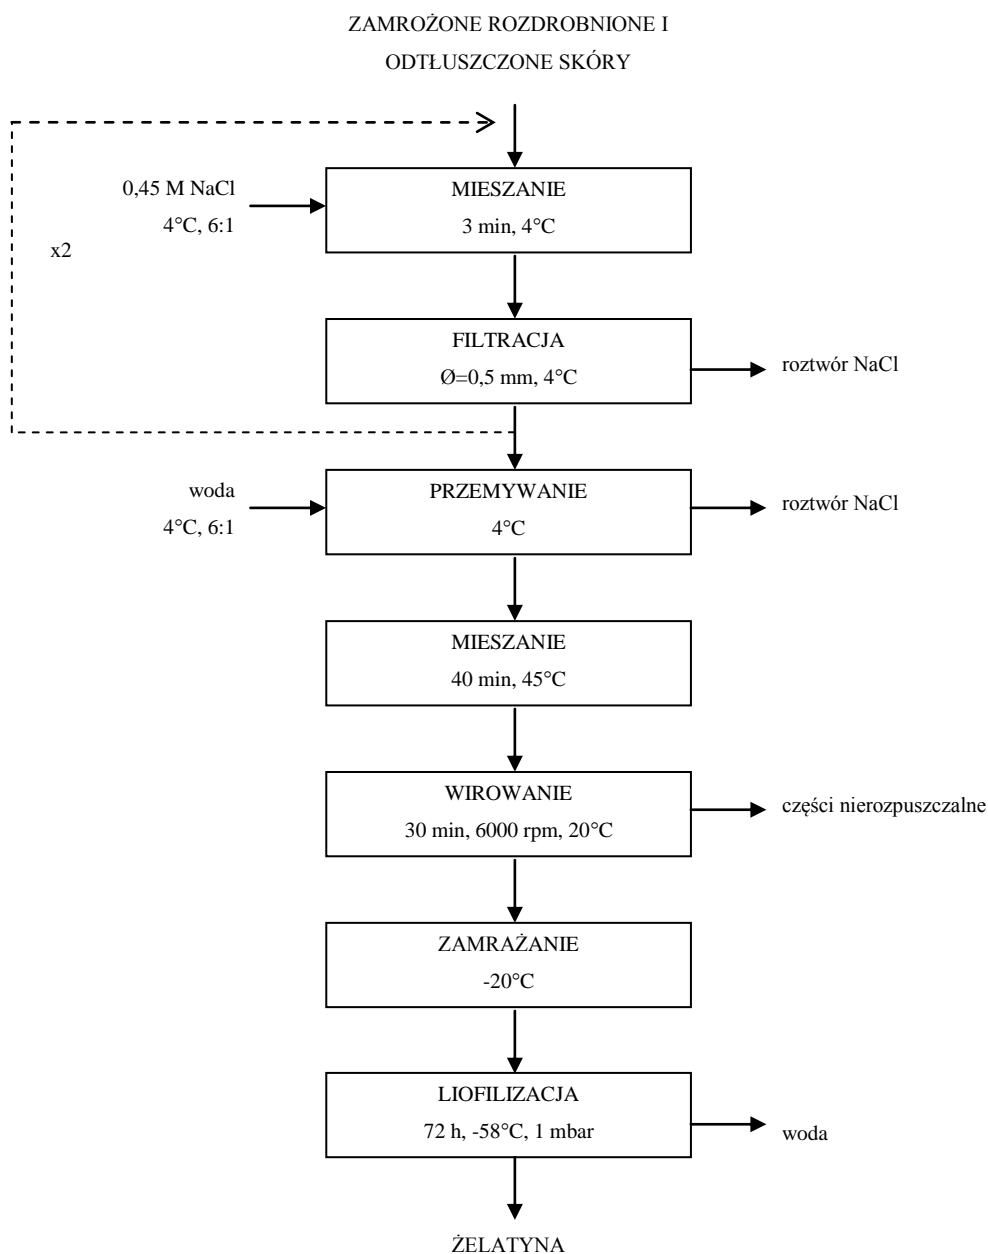 ZAMROŻONE ROZDROBNIONE I
ODTŁUSZCZONE SKÓRY
0,45 M NaCl
4°C, 6:1
x2
MIESZANIE
3 min, 4°C
FILTRACJA
Ø=0,5 mm, 4°C
roztwór NaCl
woda
4°C, 6:1
PRZEMYWANIE
4°C
roztwór NaCl
MIESZANIE
40 min, 45°C
WIROWANIE
30 min, 6000 rpm, 20°C
części nierozpuszczalne
ZAMRAŻANIE
-20°C
LIOFILIZACJA
72 h, -58°C, 1 mbar
woda
ŻELATYNA